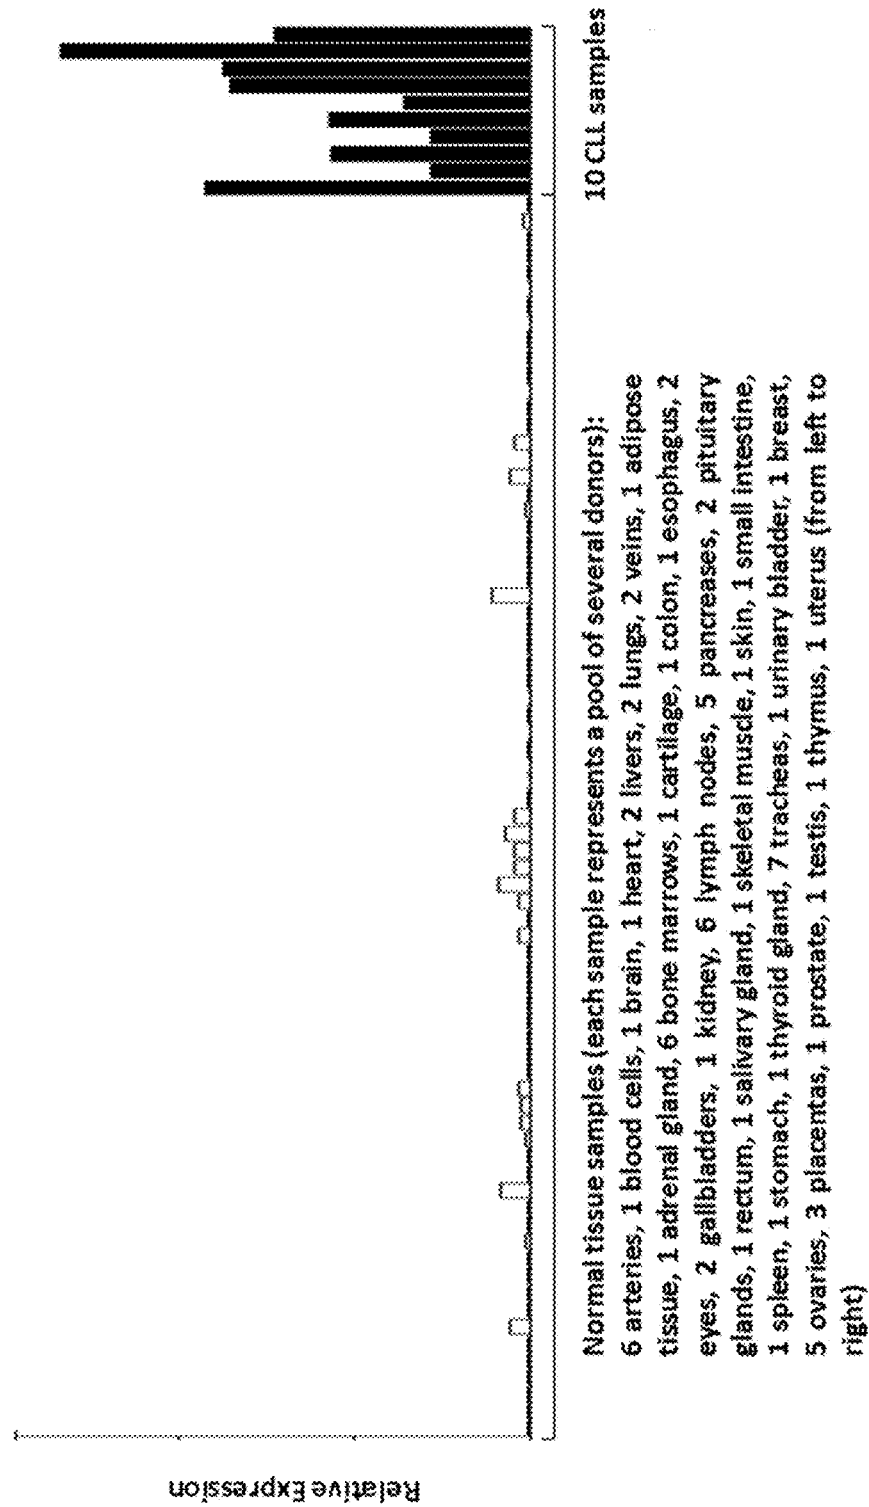 Relative Expression
Normal tissue samples (each sample represents a pool of several donors):
6 arteries, 1 blood cells, 1 brain, 1 heart, 2 livers, 2 lungs, 2 veins, 1 adipose
tissue, 1 adrenal gland, 6 bone marrows, 1 cartilage, 1 colon, 1 esophagus, 2
eyes, 2 gallbladders, 1 kidney, 6 lymph nodes, 5 pancreases, 2 pituitary
glands, 1 rectum, 1 salivary gland, 1 skeletal muscle, 1 skin, 1 small intestine,
1 spleen, 1 stomach, 1 thyroid gland, 7 tracheas, 1 urinary bladder, 1 breast,
5 ovaries, 3 placentas, 1 prostate, 1 testis, 1 thymus, 1 uterus (from left to
right)
10 CLL samples